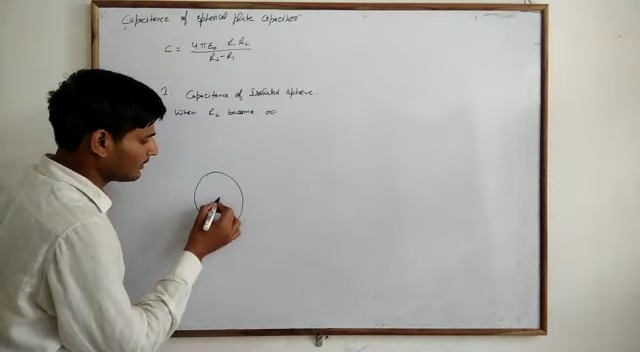 Capacitance of spherical plate capacitor
C = 4πε₀ R₁R₂ / R₂-R₁
1. Capacitance of Isolated sphere.
When R₂ become ∞